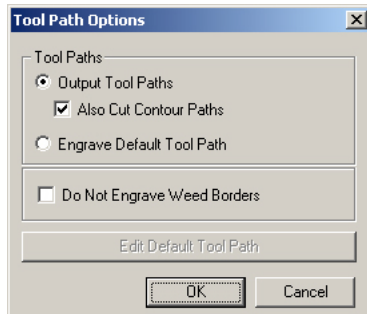 Tool Path Options
Tool Paths
Output Tool Paths
Also Cut Contour Paths
Engrave Default Tool Path
Do Not Engrave Weed Borders
Edit Default Tool Path
OK Cancel